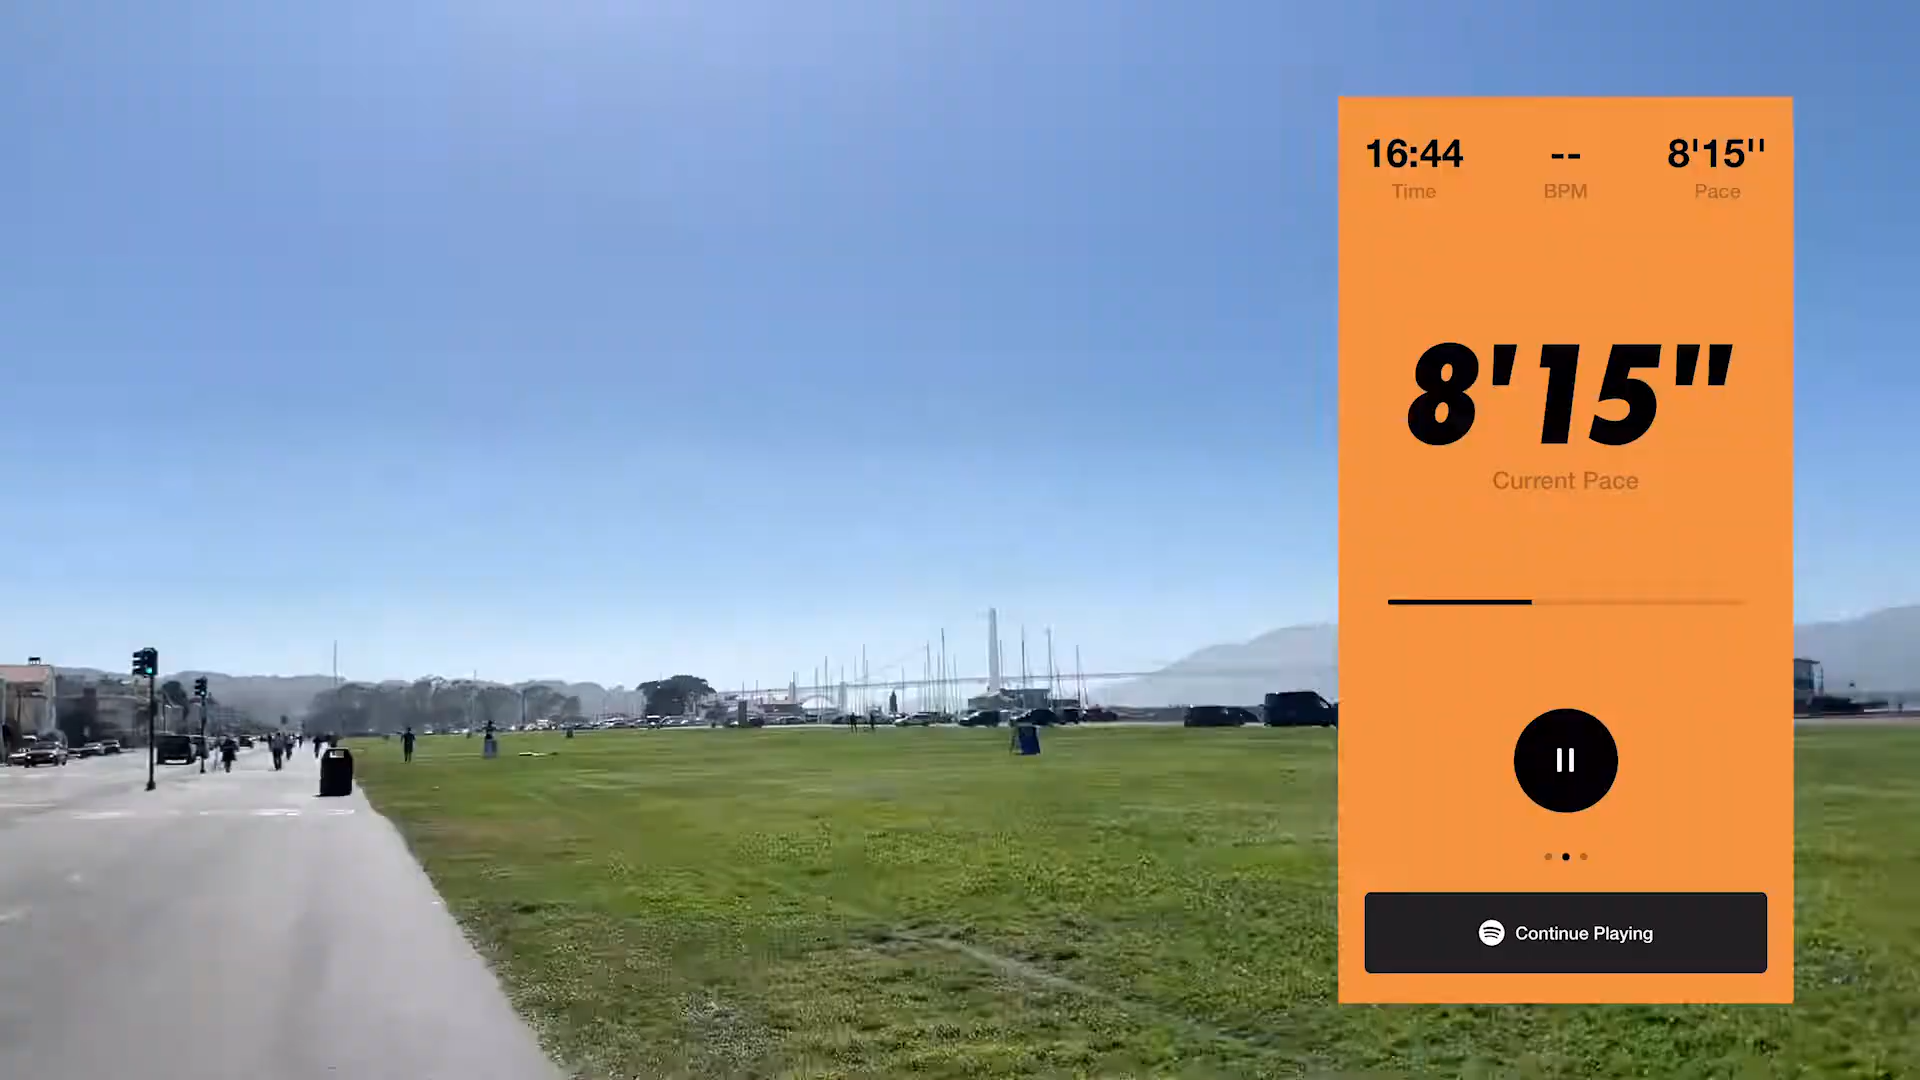 16:44 -- 8'15''
Time BPM Pace
8'15"
Current Pace
Continue Playing